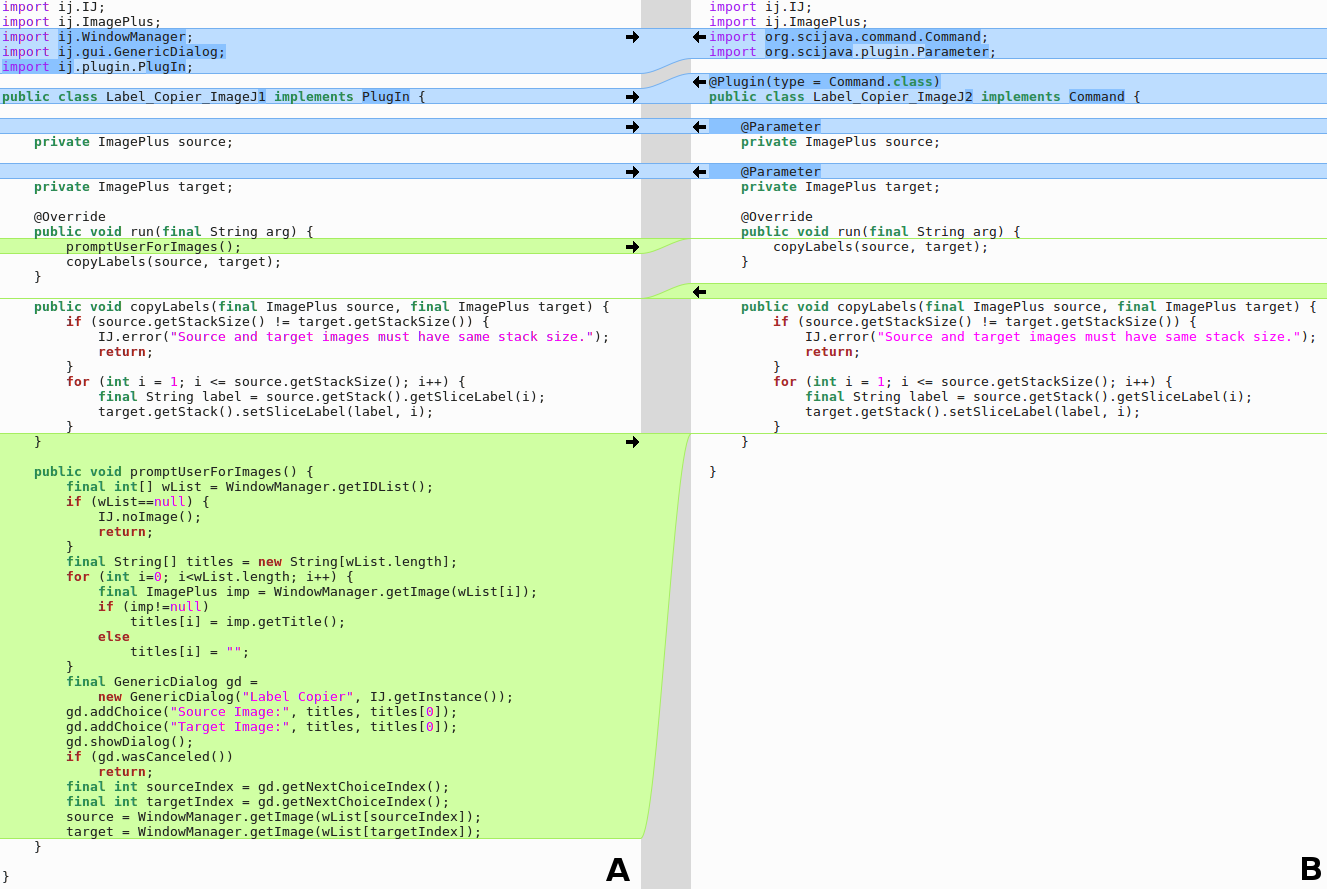 import ij.IJ;
import ij.ImagePlus;
import ij.WindowManager;
import ij.gui.GenericDialog;
import ij.plugin.PlugIn;
public class Label_Copier_ImageJ1 implements PlugIn {
private ImagePlus source;
private ImagePlus target;
@Override
public void run(final String arg) {
promptUserForImages();
copyLabels(source, target);
}
public void copyLabels(final ImagePlus source, final ImagePlus target) {
if (source.getStackSize() != target.getStackSize()) {
IJ.error("Source and target images must have same stack size.");
return;
}
for (int i = 1; i <= source.getStackSize(); i++) {
final String label = source.getStack().getSliceLabel(i);
target.getStack().setSliceLabel(label, i);
}
}
public void promptUserForImages() {
final int[] wList = WindowManager.getIDList();
if (wList==null) {
IJ.noImage();
return;
}
final String[] titles = new String[wList.length];
for (int i=0; i<wList.length; i++) {
final ImagePlus imp = WindowManager.getImage(wList[i]);
if (imp!=null)
titles[i] = imp.getTitle();
else
titles[i] = "";
}
final GenericDialog gd =
new GenericDialog("Label Copier", IJ.getInstance());
gd.addChoice("Source Image:", titles, titles[0]);
gd.addChoice("Target Image:", titles, titles[0]);
gd.showDialog();
if (gd.wasCanceled())
return;
final int sourceIndex = gd.getNextChoiceIndex();
final int targetIndex = gd.getNextChoiceIndex();
source = WindowManager.getImage(wList[sourceIndex]);
target = WindowManager.getImage(wList[targetIndex]);
}
}
A
import ij.IJ;
import ij.ImagePlus;
import org.scijava.command.Command;
import org.scijava.plugin.Parameter;
@Plugin(type = Command.class)
public class Label_Copier_ImageJ2 implements Command {
@Parameter
private ImagePlus source;
@Parameter
private ImagePlus target;
@Override
public void run(final String arg) {
copyLabels(source, target);
}
public void copyLabels(final ImagePlus source, final ImagePlus target) {
if (source.getStackSize() != target.getStackSize()) {
IJ.error("Source and target images must have same stack size.");
return;
}
for (int i = 1; i <= source.getStackSize(); i++) {
final String label = source.getStack().getSliceLabel(i);
target.getStack().setSliceLabel(label, i);
}
}
}
B